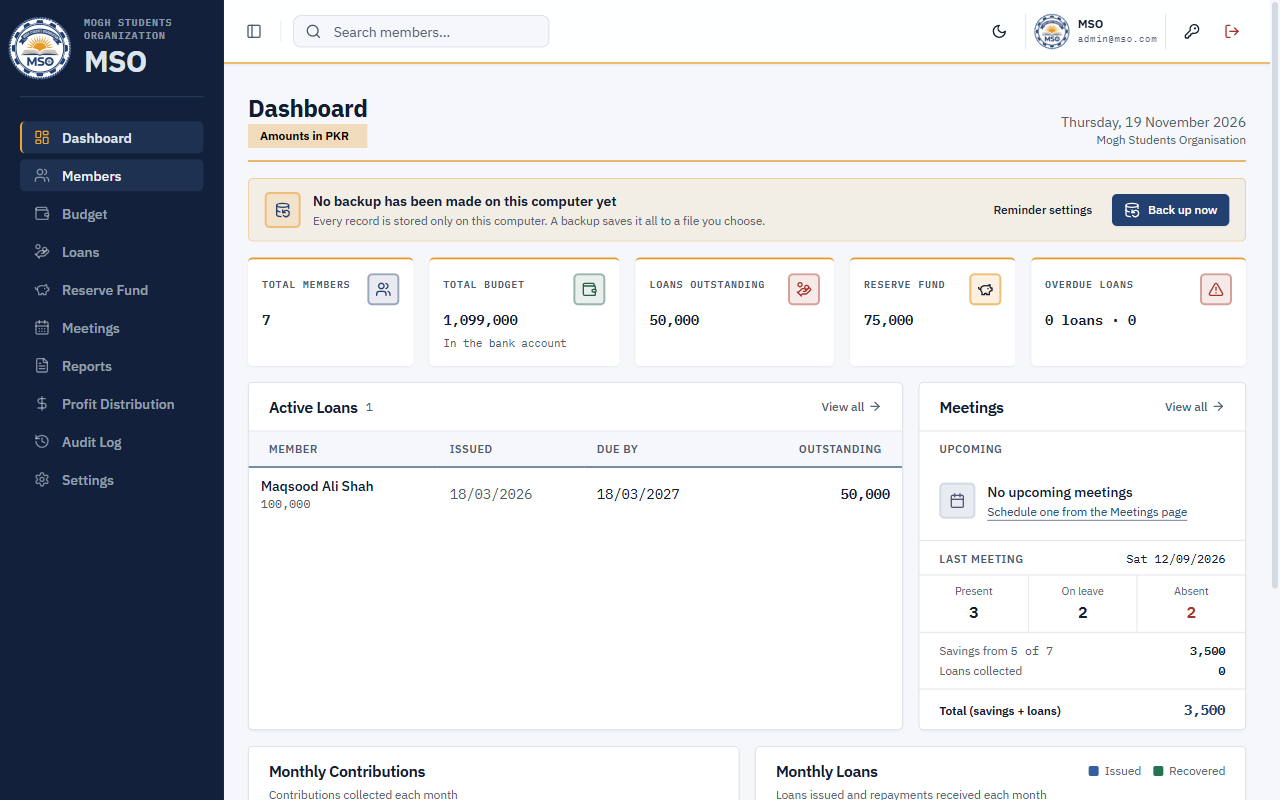 MOGH STUDENTS
ORGANIZATION
MSO
Dashboard
Members
Budget
Loans
Reserve Fund
Meetings
Reports
Profit Distribution
Audit Log
Settings
Search members...
MSO
admin@mso.com
Dashboard
Amounts in PKR
Thursday, 19 November 2026
Mogh Students Organisation
No backup has been made on this computer yet
Every record is stored only on this computer. A backup saves it all to a file you choose.
Reminder settings
Back up now
TOTAL MEMBERS
7
TOTAL BUDGET
1,099,000
In the bank account
LOANS OUTSTANDING
50,000
RESERVE FUND
75,000
OVERDUE LOANS
0 loans · 0
Active Loans 1
View all
MEMBER ISSUED DUE BY OUTSTANDING
Maqsood Ali Shah
100,000
18/03/2026 18/03/2027 50,000
Meetings
View all
UPCOMING
No upcoming meetings
Schedule one from the Meetings page
LAST MEETING Sat 12/09/2026
Present On leave Absent
3 2 2
Savings from 5 of 7 3,500
Loans collected 0
Total (savings + loans) 3,500
Monthly Contributions
Contributions collected each month
Monthly Loans
Issued Recovered
Loans issued and repayments received each month